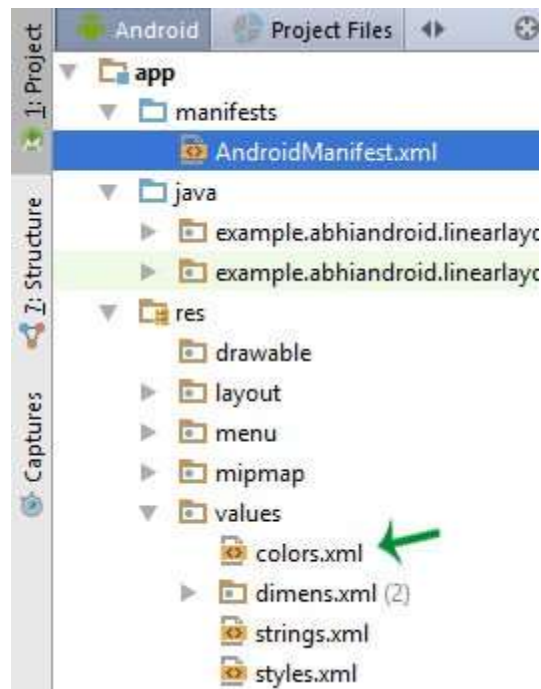 Android Project Files
1: Project
7: Structure
Captures
app
manifests
AndroidManifest.xml
java
example.abhiandroid.linearlayo
example.abhiandroid.linearlayo
res
drawable
layout
menu
mipmap
values
colors.xml
dimens.xml (2)
strings.xml
styles.xml